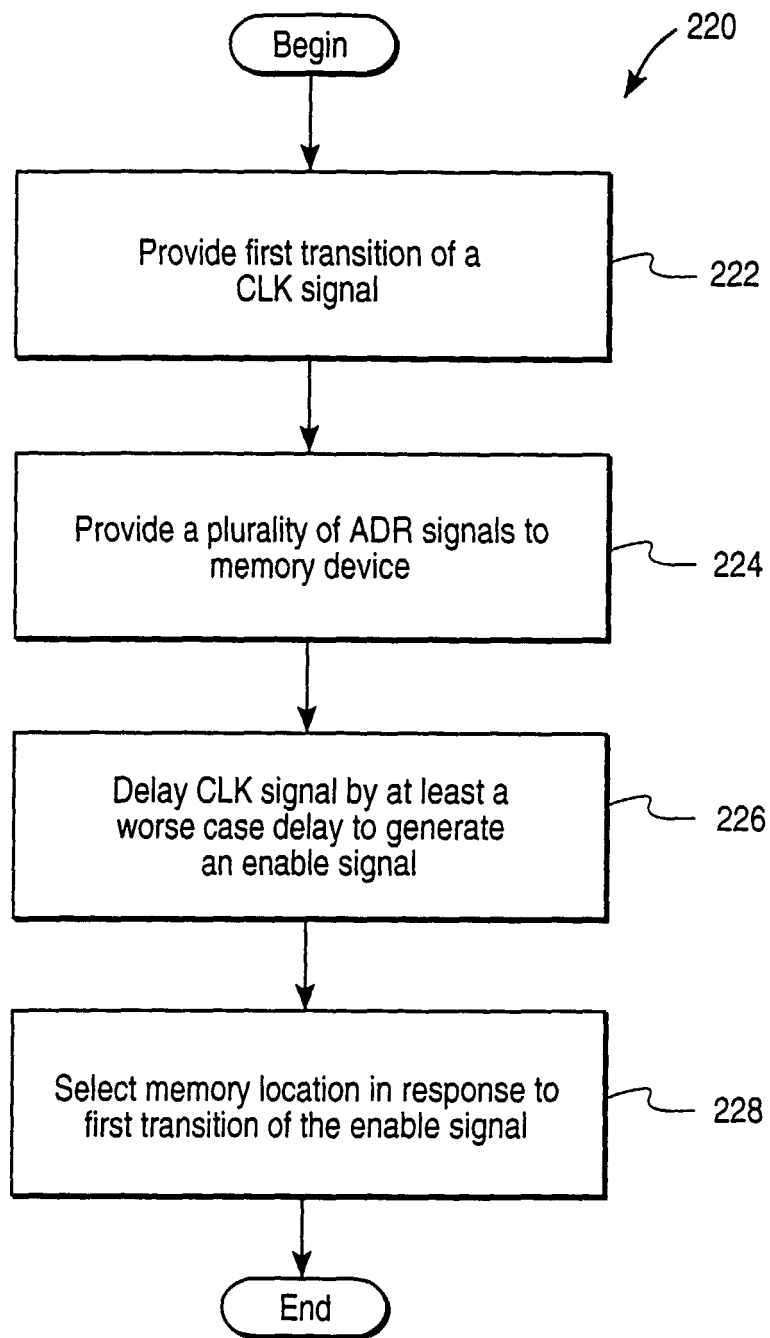 Begin
220
Provide first transition of a
CLK signal
222
Provide a plurality of ADR signals to
memory device
224
Delay CLK signal by at least a
worse case delay to generate
an enable signal
226
Select memory location in response to
first transition of the enable signal
228
End